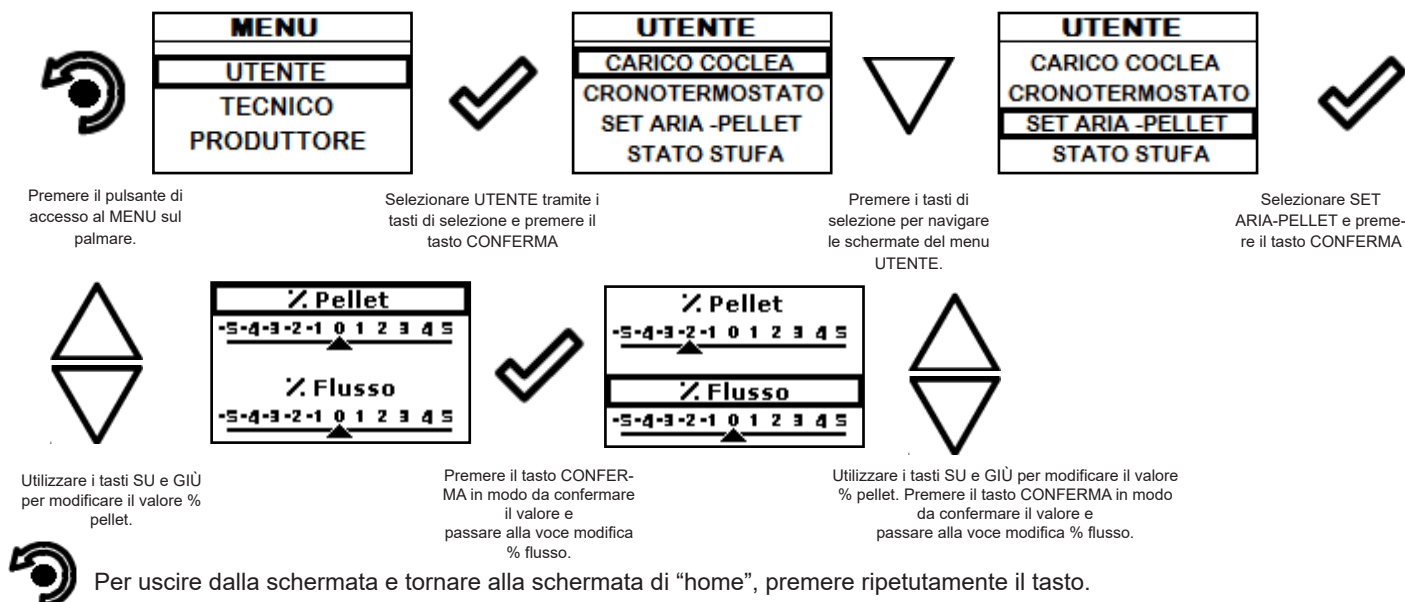 MENU
UTENTE
TECNICO
PRODUTTORE
UTENTE
CARICO COCLEA
CRONOTERMOSTATO
SET ARIA -PELLET
STATO STUFA
UTENTE
CARICO COCLEA
CRONOTERMOSTATO
SET ARIA -PELLET
STATO STUFA
Premere il pulsante di
accesso al MENU sul
palmare.
Selezionare UTENTE tramite i
tasti di selezione e premere il
tasto CONFERMA
Premere i tasti di
selezione per navigare
le schermate del menu
UTENTE.
Selezionare SET
ARIA-PELLET e preme-
re il tasto CONFERMA
% Pellet
-5-4-3-2-1 0 1 2 3 4 5
% Flusso
-5-4-3-2-1 0 1 2 3 4 5
% Pellet
-5-4-3-2-1 0 1 2 3 4 5
% Flusso
-5-4-3-2-1 0 1 2 3 4 5
Utilizzare i tasti SU e GIÙ
per modificare il valore %
pellet.
Premere il tasto CONFER-
MA in modo da confermare
il valore e
passare alla voce modifica
% flusso.
Utilizzare i tasti SU e GIÙ per modificare il valore
% pellet. Premere il tasto CONFERMA in modo
da confermare il valore e
passare alla voce modifica % flusso.
Per uscire dalla schermata e tornare alla schermata di “home”, premere ripetutamente il tasto.